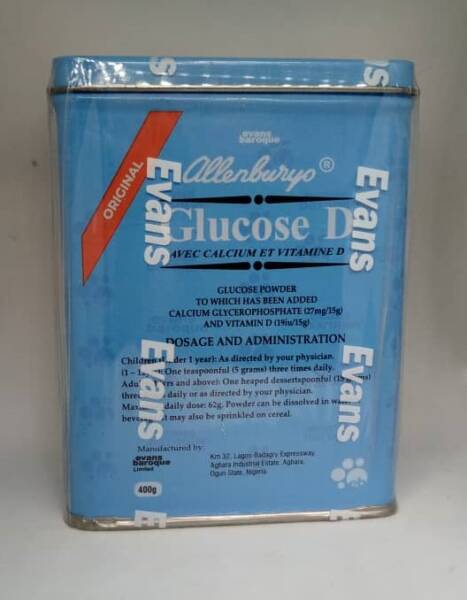 evans
baroque
ORIGINAL
Allenburys®
Glucose D
AVEC CALCIUM ET VITAMINE D
GLUCOSE POWDER
TO WHICH HAS BEEN ADDED
CALCIUM GLYCEROPHOSPHATE (27mg/15g)
AND VITAMIN D (19iu/15g)
DOSAGE AND ADMINISTRATION
Children (under 1 year): As directed by your physician.
(1 - One teaspoonful (5 grams) three times daily.
and above): One heaped dessertspoonful
daily or as directed by your physician.
daily dose: 62g. Powder can be dissolved in
may also be sprinkled on cereal.
Manufactured by:
evans
baroque
Limited
Km 32, Lagos-Badagry Expressway,
Agbara Industrial Estate, Agbara,
Ogun State, Nigeria.
400g
Evans
Evans
Evans
Evans